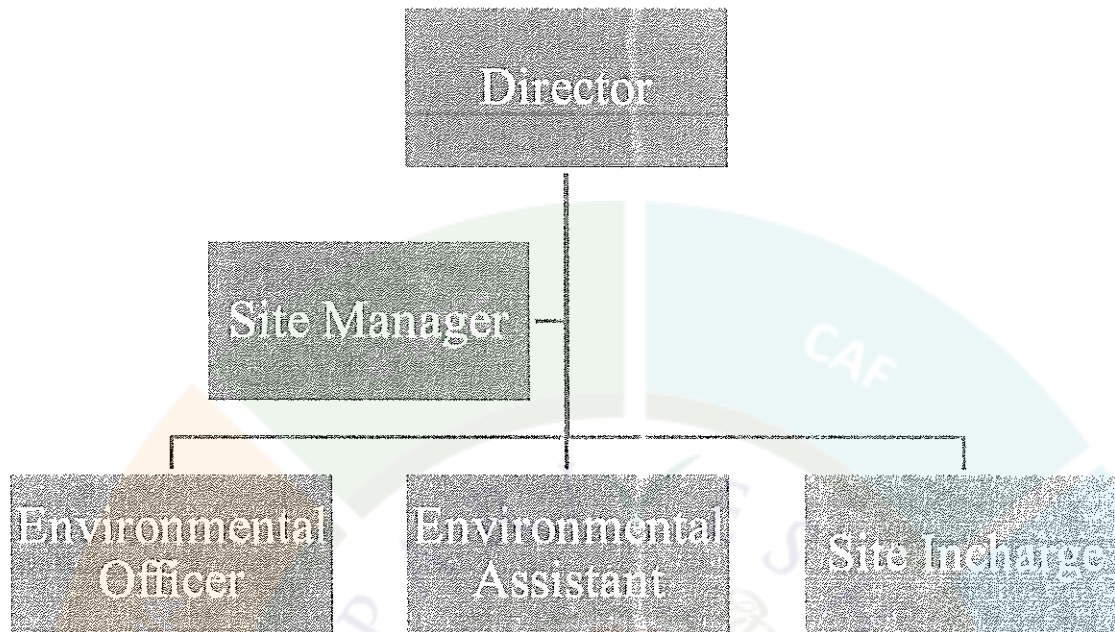 Director
Site Manager
CAF
Environmental
Officer
Environmental
Assistant
Site Incharge